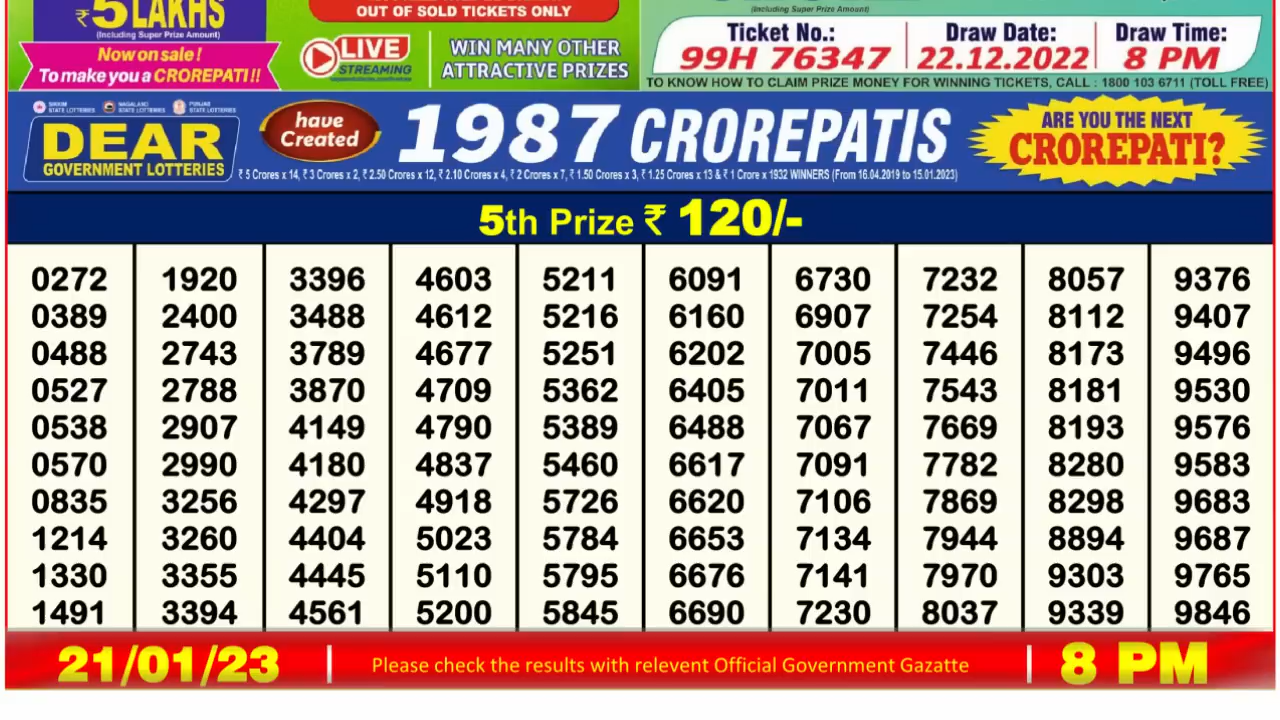 ₹5 LAKHS
(Including Super Prize Amount)
Now on sale !
To make you a CROREPATI !!
OUT OF SOLD TICKETS ONLY
LIVE
STREAMING
WIN MANY OTHER
ATTRACTIVE PRIZES
(Including Super Prize Amount)
Ticket No.: Draw Date: Draw Time:
99H 76347 22.12.2022 8 PM
TO KNOW HOW TO CLAIM PRIZE MONEY FOR WINNING TICKETS, CALL : 1800 103 6711 (TOLL FREE)
SIKKIM STATE LOTTERIES NAGALAND STATE LOTTERIES PUNJAB STATE LOTTERIES
DEAR
GOVERNMENT LOTTERIES
have
Created
1987 CROREPATIS
₹ 5 Crores x 14, ₹ 3 Crores x 2, ₹ 2.50 Crores x 12, ₹ 2.10 Crores x 4, ₹ 2 Crores x 7, ₹ 1.50 Crores x 3, ₹ 1.25 Crores x 13 & ₹ 1 Crore x 1932 WINNERS (From 16.04.2019 to 15.01.2023)
ARE YOU THE NEXT
CROREPATI?
5th Prize ₹ 120/-
0272 1920 3396 4603 5211 6091 6730 7232 8057 9376
0389 2400 3488 4612 5216 6160 6907 7254 8112 9407
0488 2743 3789 4677 5251 6202 7005 7446 8173 9496
0527 2788 3870 4709 5362 6405 7011 7543 8181 9530
0538 2907 4149 4790 5389 6488 7067 7669 8193 9576
0570 2990 4180 4837 5460 6617 7091 7782 8280 9583
0835 3256 4297 4918 5726 6620 7106 7869 8298 9683
1214 3260 4404 5023 5784 6653 7134 7944 8894 9687
1330 3355 4445 5110 5795 6676 7141 7970 9303 9765
1491 3394 4561 5200 5845 6690 7230 8037 9339 9846
21/01/23 Please check the results with relevent Official Government Gazatte 8 PM